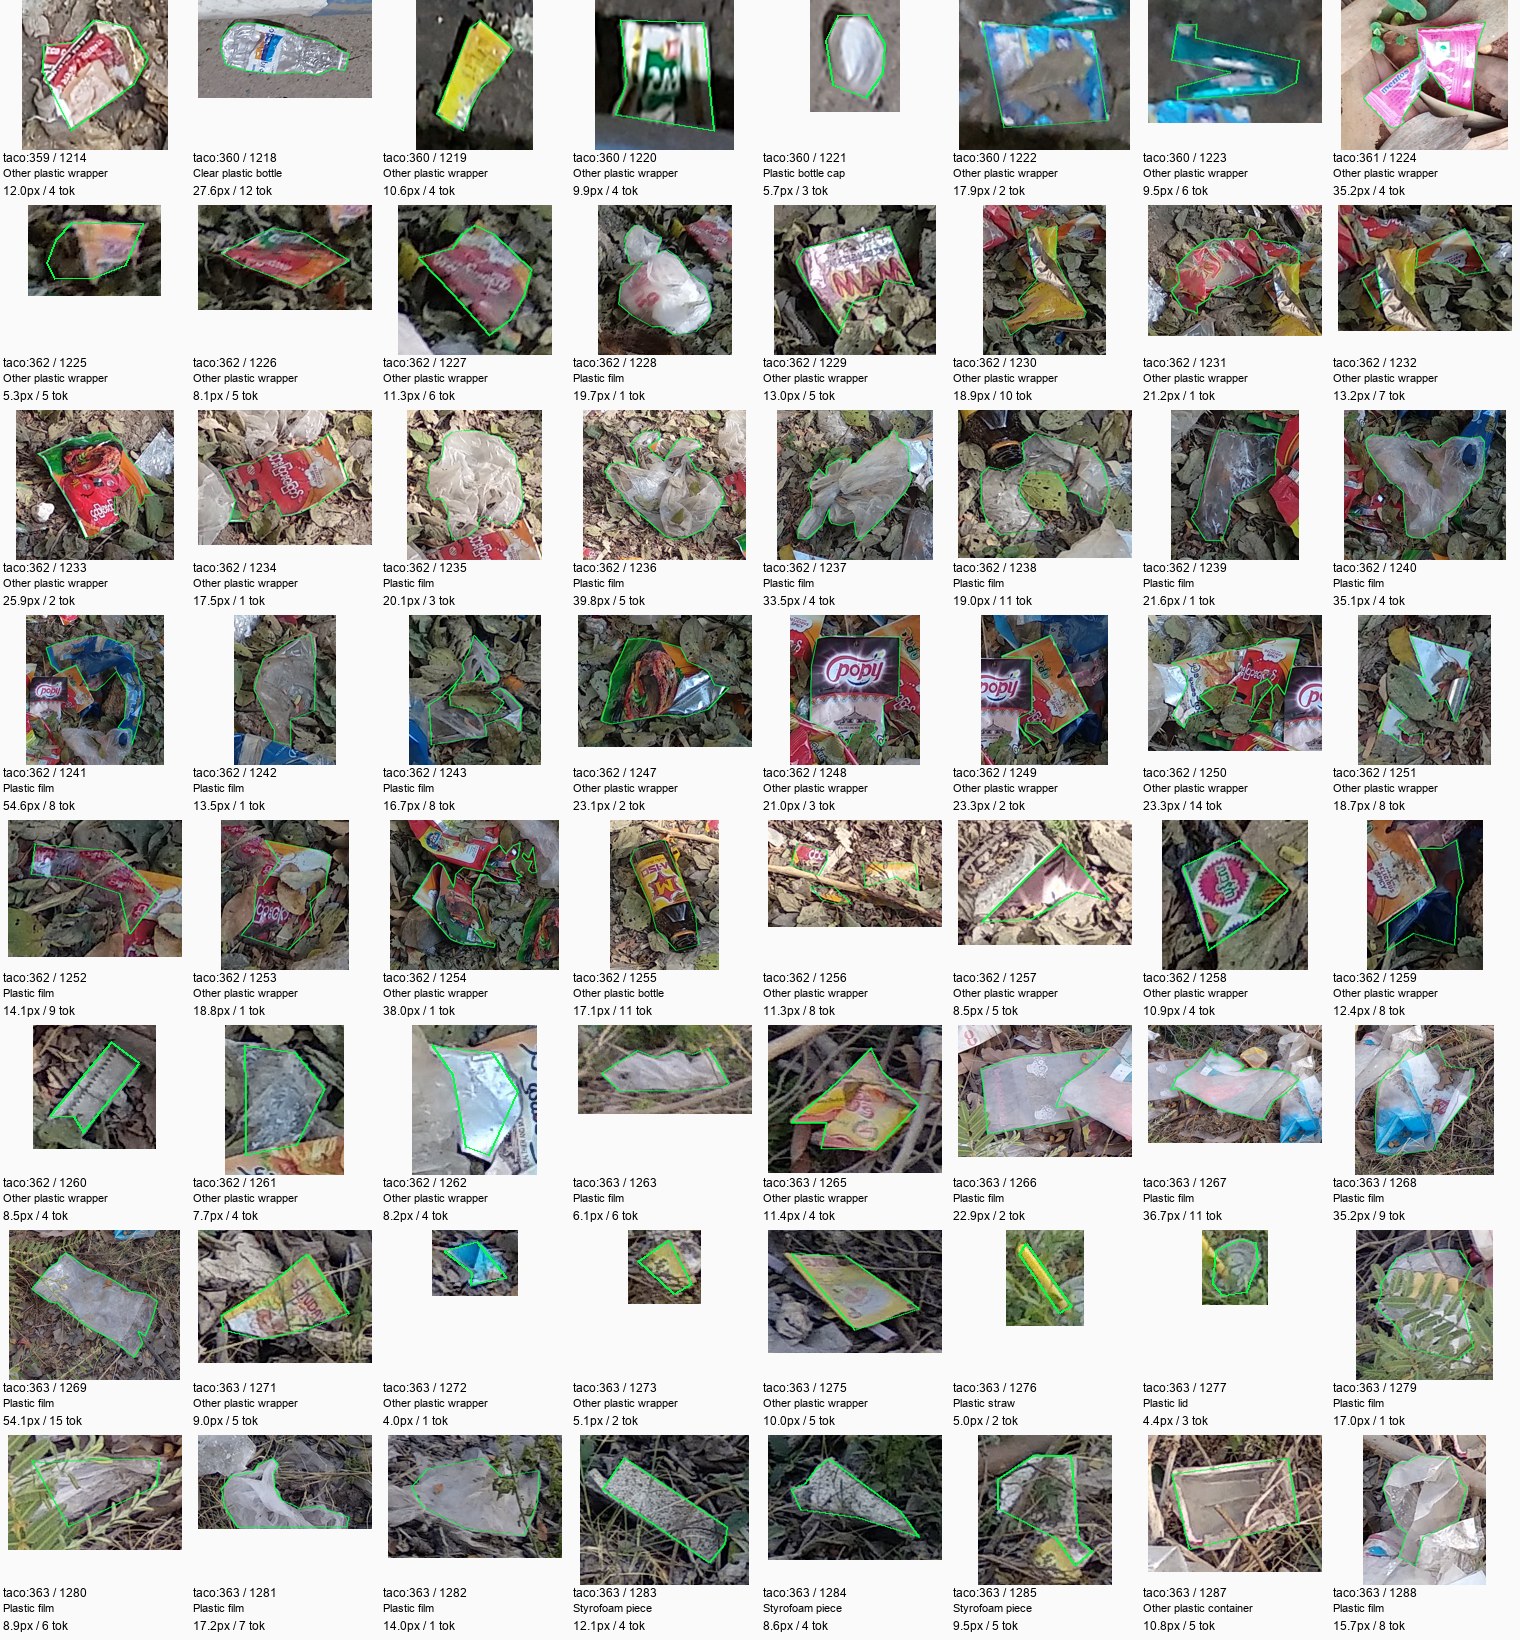 taco:359 / 1214
Other plastic wrapper
12.0px / 4 tok
taco:360 / 1218
Clear plastic bottle
27.6px / 12 tok
taco:360 / 1219
Other plastic wrapper
10.6px / 4 tok
taco:360 / 1220
Other plastic wrapper
9.9px / 4 tok
taco:360 / 1221
Plastic bottle cap
5.7px / 3 tok
taco:360 / 1222
Other plastic wrapper
17.9px / 2 tok
taco:360 / 1223
Other plastic wrapper
9.5px / 6 tok
taco:361 / 1224
Other plastic wrapper
35.2px / 4 tok
taco:362 / 1225
Other plastic wrapper
5.3px / 5 tok
taco:362 / 1226
Other plastic wrapper
8.1px / 5 tok
taco:362 / 1227
Other plastic wrapper
11.3px / 6 tok
taco:362 / 1228
Plastic film
19.7px / 1 tok
taco:362 / 1229
Other plastic wrapper
13.0px / 5 tok
taco:362 / 1230
Other plastic wrapper
18.9px / 10 tok
taco:362 / 1231
Other plastic wrapper
21.2px / 1 tok
taco:362 / 1232
Other plastic wrapper
13.2px / 7 tok
taco:362 / 1233
Other plastic wrapper
25.9px / 2 tok
taco:362 / 1234
Other plastic wrapper
17.5px / 1 tok
taco:362 / 1235
Plastic film
20.1px / 3 tok
taco:362 / 1236
Plastic film
39.8px / 5 tok
taco:362 / 1237
Plastic film
33.5px / 4 tok
taco:362 / 1238
Plastic film
19.0px / 11 tok
taco:362 / 1239
Plastic film
21.6px / 1 tok
taco:362 / 1240
Plastic film
35.1px / 4 tok
popy
popy
taco:362 / 1241
Plastic film
54.6px / 8 tok
taco:362 / 1242
Plastic film
13.5px / 1 tok
taco:362 / 1243
Plastic film
16.7px / 8 tok
taco:362 / 1247
Other plastic wrapper
23.1px / 2 tok
taco:362 / 1248
Other plastic wrapper
21.0px / 3 tok
taco:362 / 1249
Other plastic wrapper
23.3px / 2 tok
taco:362 / 1250
Other plastic wrapper
23.3px / 14 tok
taco:362 / 1251
Other plastic wrapper
18.7px / 8 tok
taco:362 / 1252
Plastic film
14.1px / 9 tok
taco:362 / 1253
Other plastic wrapper
18.8px / 1 tok
taco:362 / 1254
Other plastic wrapper
38.0px / 1 tok
taco:362 / 1255
Other plastic bottle
17.1px / 11 tok
taco:362 / 1256
Other plastic wrapper
11.3px / 8 tok
taco:362 / 1257
Other plastic wrapper
8.5px / 5 tok
taco:362 / 1258
Other plastic wrapper
10.9px / 4 tok
taco:362 / 1259
Other plastic wrapper
12.4px / 8 tok
taco:362 / 1260
Other plastic wrapper
8.5px / 4 tok
taco:362 / 1261
Other plastic wrapper
7.7px / 4 tok
taco:362 / 1262
Other plastic wrapper
8.2px / 4 tok
taco:363 / 1263
Plastic film
6.1px / 6 tok
taco:363 / 1265
Other plastic wrapper
11.4px / 4 tok
taco:363 / 1266
Plastic film
22.9px / 2 tok
taco:363 / 1267
Plastic film
36.7px / 11 tok
taco:363 / 1268
Plastic film
35.2px / 9 tok
taco:363 / 1269
Plastic film
54.1px / 15 tok
taco:363 / 1271
Other plastic wrapper
9.0px / 5 tok
taco:363 / 1272
Other plastic wrapper
4.0px / 1 tok
taco:363 / 1273
Other plastic wrapper
5.1px / 2 tok
taco:363 / 1275
Other plastic wrapper
10.0px / 5 tok
taco:363 / 1276
Plastic straw
5.0px / 2 tok
taco:363 / 1277
Plastic lid
4.4px / 3 tok
taco:363 / 1279
Plastic film
17.0px / 1 tok
taco:363 / 1280
Plastic film
8.9px / 6 tok
taco:363 / 1281
Plastic film
17.2px / 7 tok
taco:363 / 1282
Plastic film
14.0px / 1 tok
taco:363 / 1283
Styrofoam piece
12.1px / 4 tok
taco:363 / 1284
Styrofoam piece
8.6px / 4 tok
taco:363 / 1285
Styrofoam piece
9.5px / 5 tok
taco:363 / 1287
Other plastic container
10.8px / 5 tok
taco:363 / 1288
Plastic film
15.7px / 8 tok